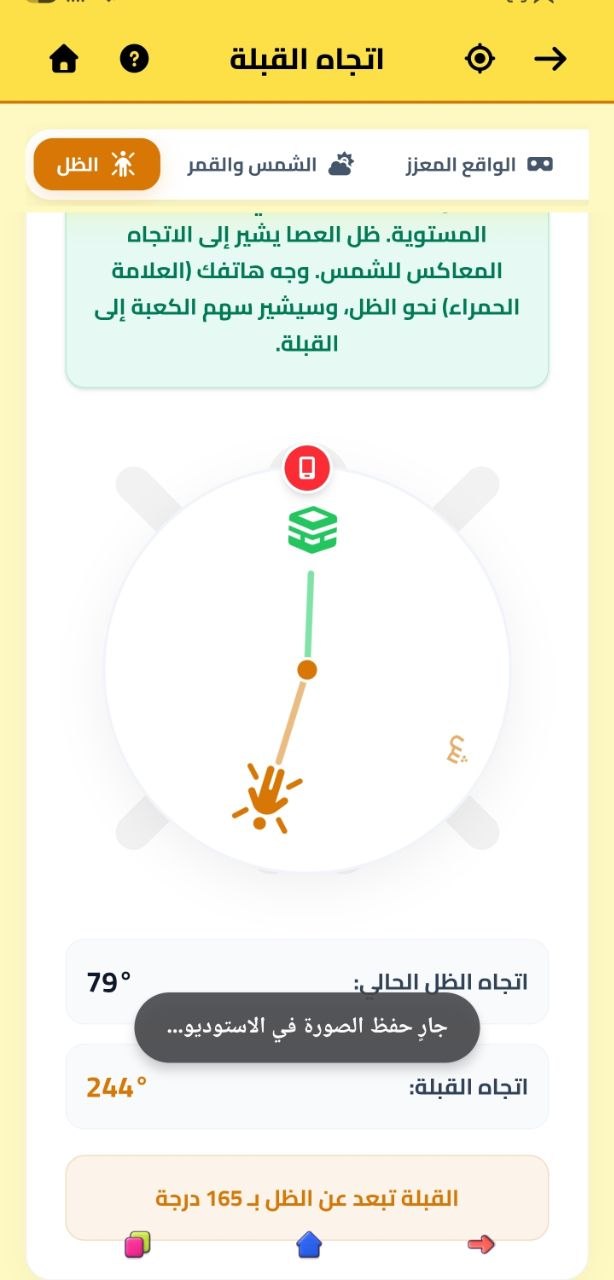 اتجاه القبلة
الواقع المعزز
الشمس والقمر
الظل
المستوية. ظل العصا يشير إلى الاتجاه
المعاكس للشمس. وجه هاتفك (العلامة
الحمراء) نحو الظل، وسيشير سهم الكعبة إلى
القبلة.
اتجاه الظل الحالي:
79°
جارٍ حفظ الصورة في الاستوديو...
اتجاه القبلة:
244°
القبلة تبعد عن الظل بـ 165 درجة